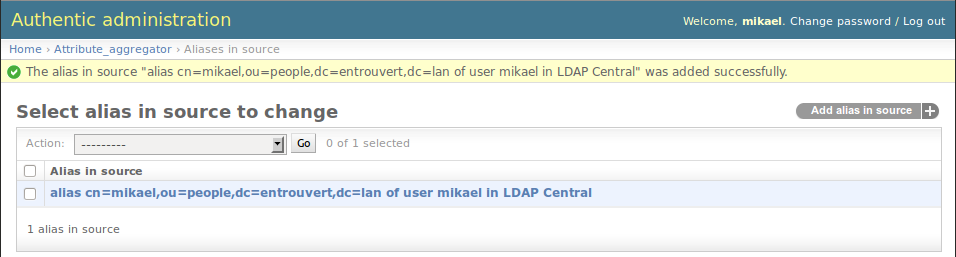 Authentic administration
Welcome, mikael. Change password / Log out
Home › Attribute_aggregator › Aliases in source
The alias in source "alias cn=mikael,ou=people,dc=entrouvert,dc=lan of user mikael in LDAP Central" was added successfully.
Select alias in source to change
Add alias in source +
Action: --------- Go 0 of 1 selected
Alias in source
alias cn=mikael,ou=people,dc=entrouvert,dc=lan of user mikael in LDAP Central
1 alias in source